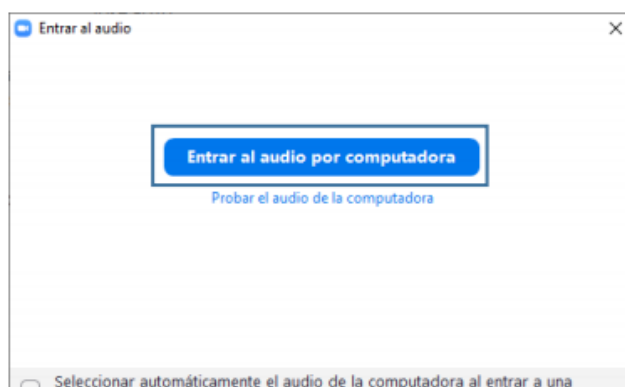 Entrar al audio
Entrar al audio por computadora
Probar el audio de la computadora
Seleccionar automáticamente el audio de la computadora al entrar a una